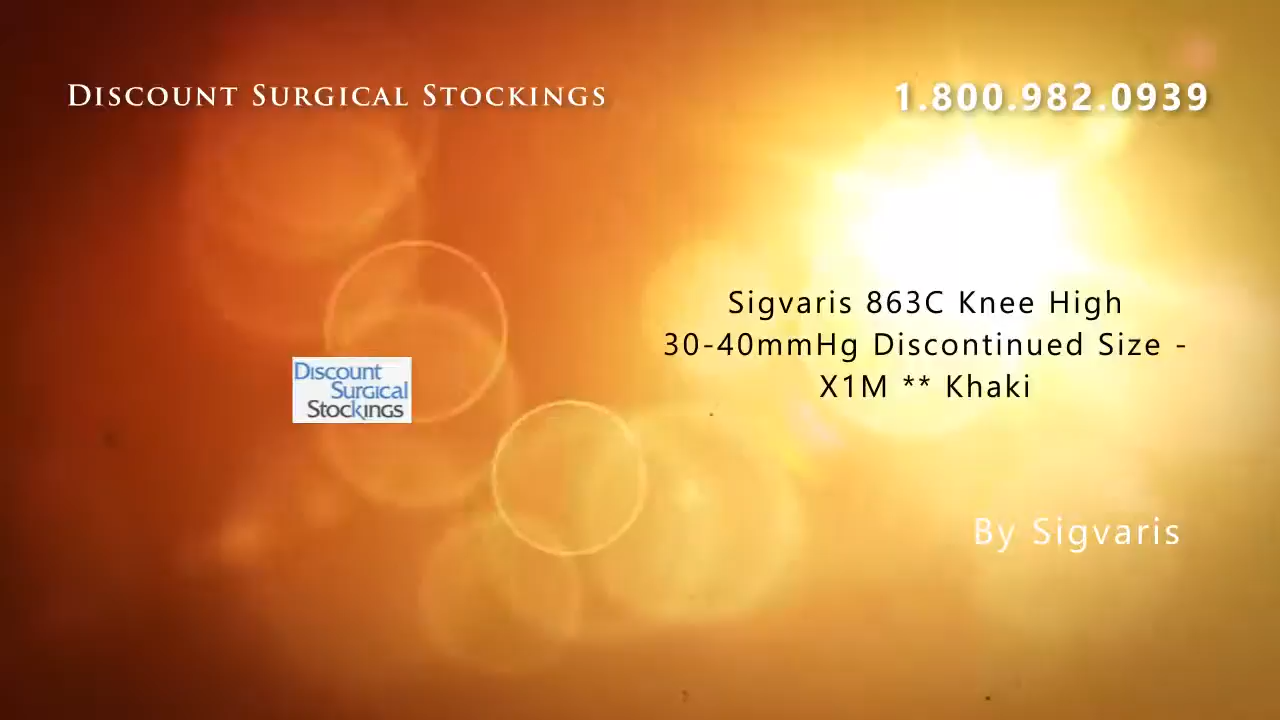 Discount Surgical Stockings
1.800.982.0939
Sigvaris 863C Knee High
30-40mmHg Discontinued Size -
X1M ** Khaki
Discount
Surgical
Stockings
By Sigvaris